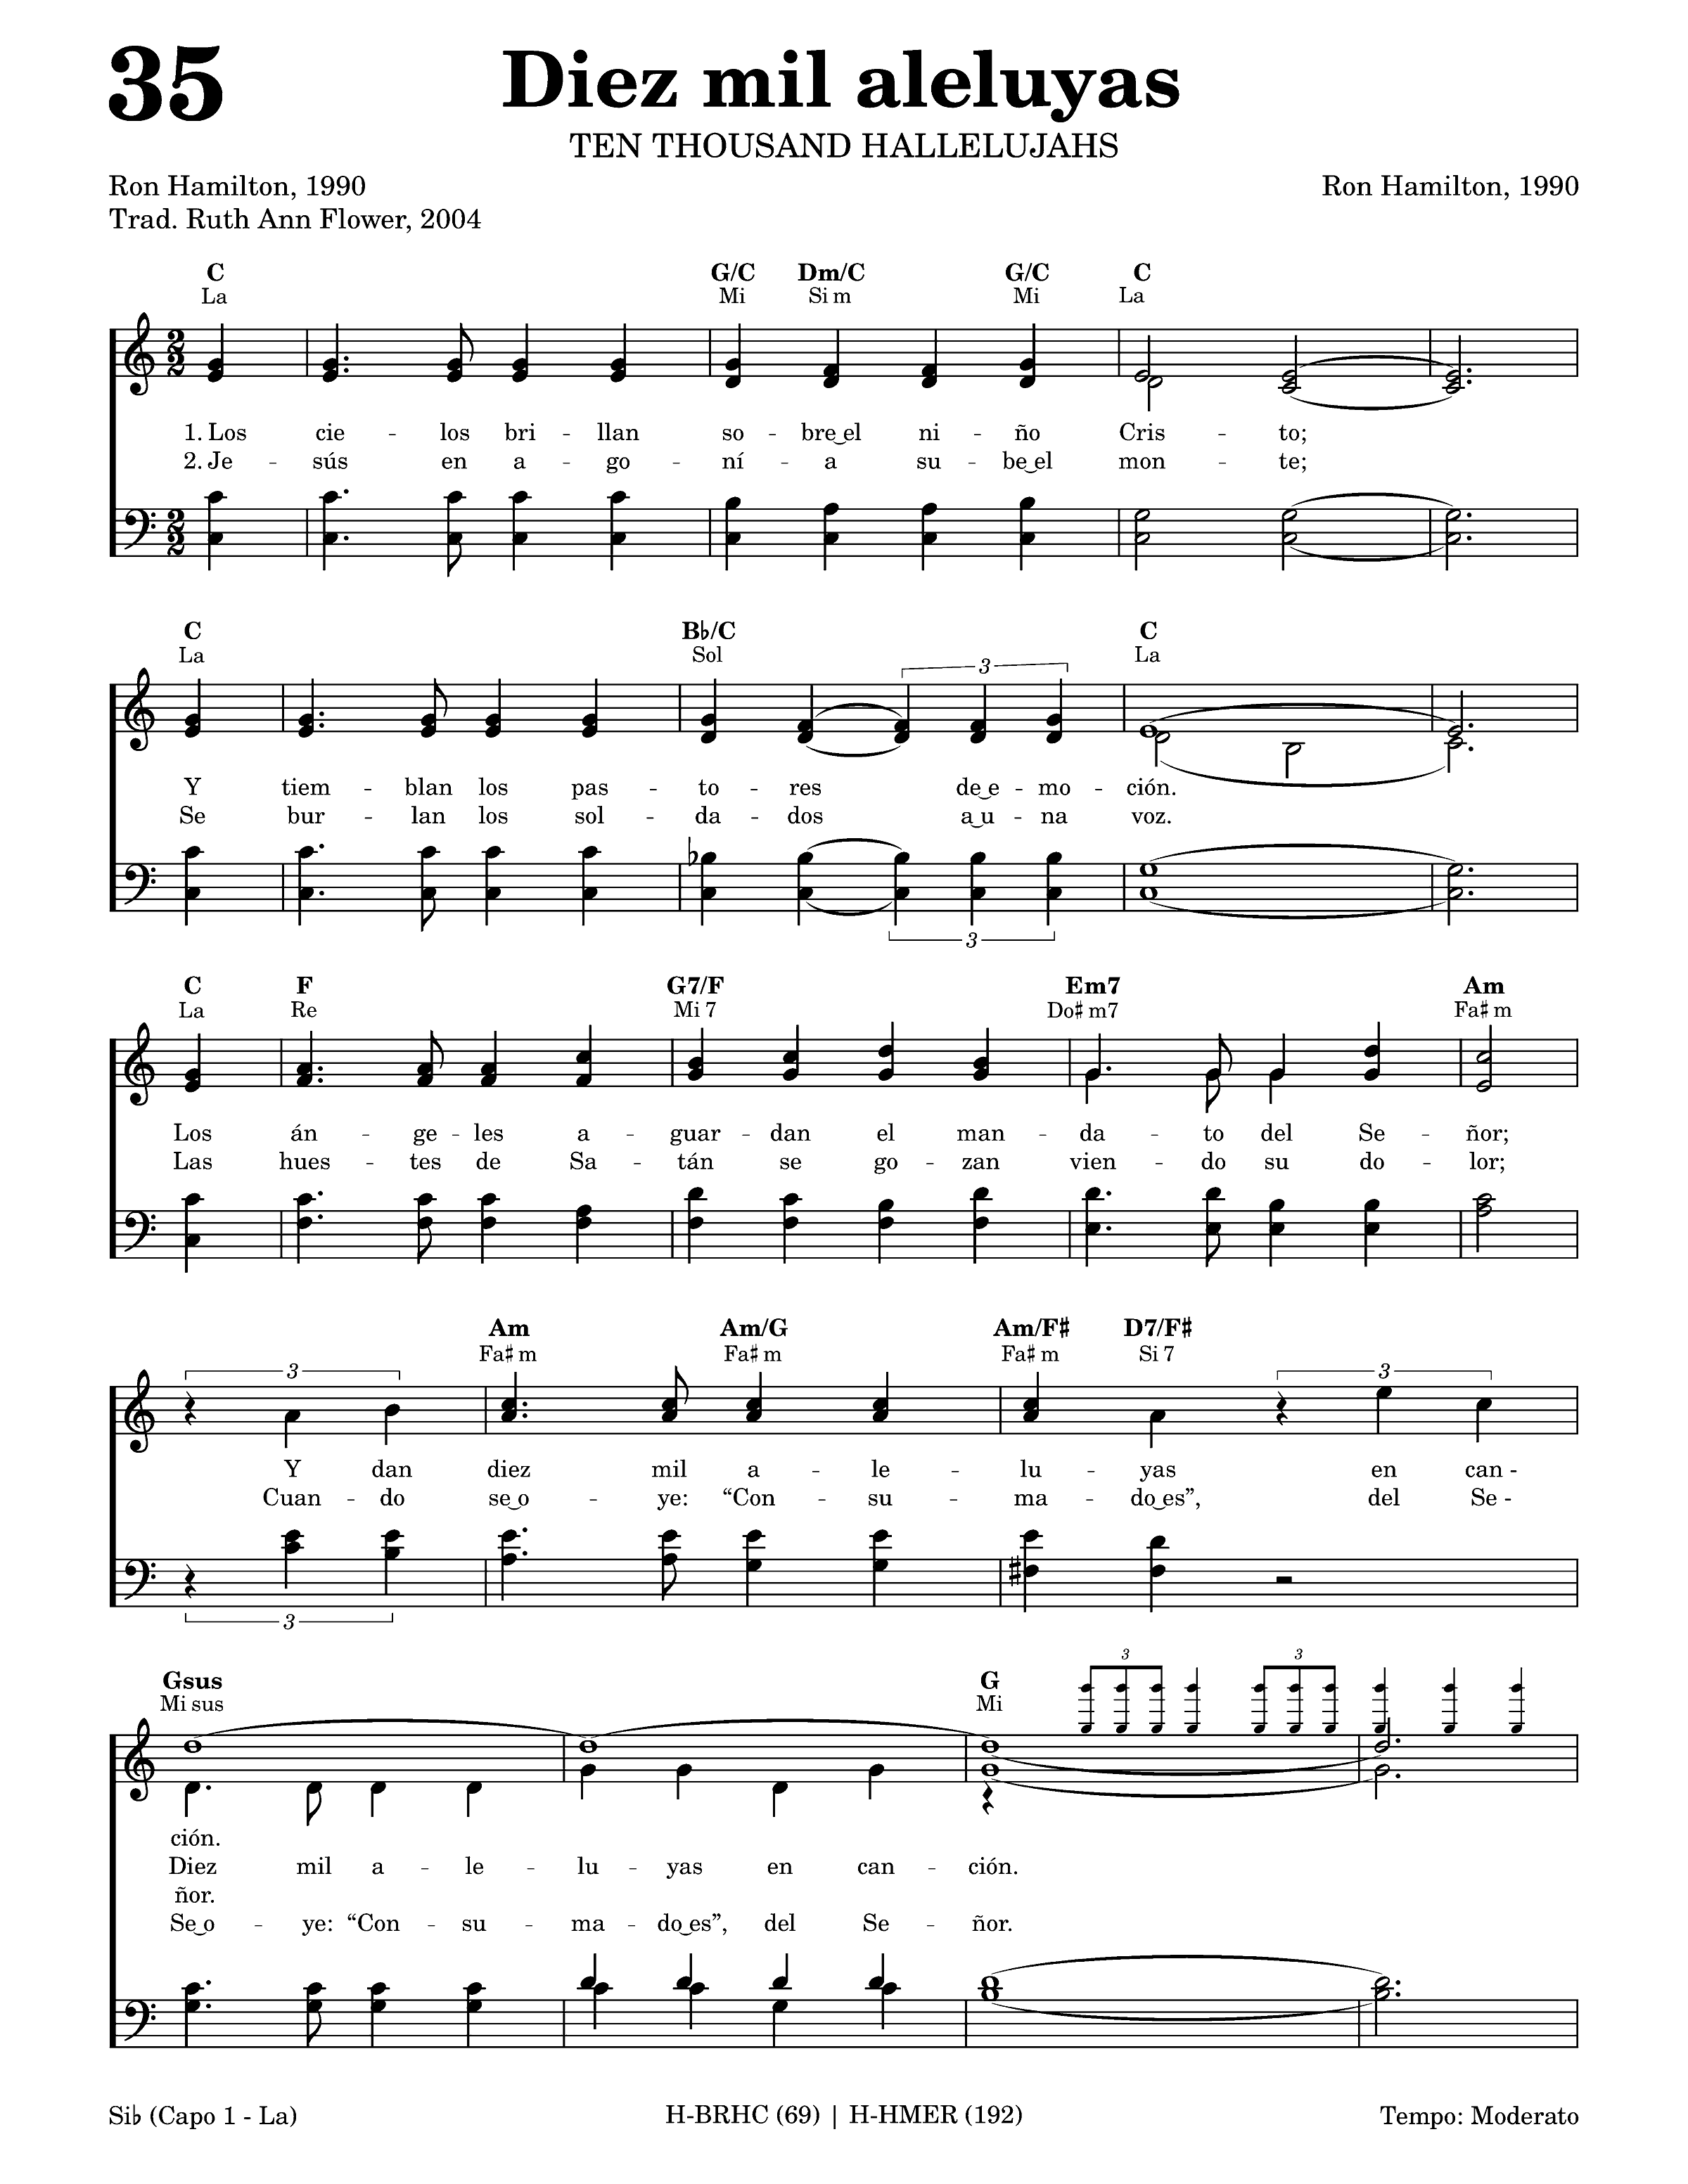 35
Diez mil aleluyas
TEN THOUSAND HALLELUJAHS
Ron Hamilton, 1990 Ron Hamilton, 1990
Trad. Ruth Ann Flower, 2004
C G/C Dm/C G/C C
La Mi Si m Mi La
1. Los cie - los bri - llan so - bre‿el ni - ño Cris - to;
2. Je - sús en a - go - ní - a su - be‿el mon - te;
C B♭/C C
La Sol La
3
Y tiem - blan los pas - to - res de‿e - mo - ción.
Se bur - lan los sol - da - dos a‿u - na voz.
3
C F G7/F Em7 Am
La Re Mi 7 Do♯ m7 Fa♯ m
Los án - ge - les a - guar - dan el man - da - to del Se - ñor;
Las hues - tes de Sa - tán se go - zan vien - do su do - lor;
Am Am/G Am/F♯ D7/F♯
Fa♯ m Fa♯ m Fa♯ m Si 7
3 3
Y dan diez mil a - le - lu - yas en can -
Cuan - do se‿o - ye: “Con - su - ma - do‿es”, del Se -
3
3 3
Gsus G
Mi sus Mi
ción.
Diez mil a - le - lu - yas en can - ción.
ñor.
Se‿o - ye: “Con - su - ma - do‿es”, del Se - ñor.
Si♭ (Capo 1 - La) H-BRHC (69) | H-HMER (192) Tempo: Moderato